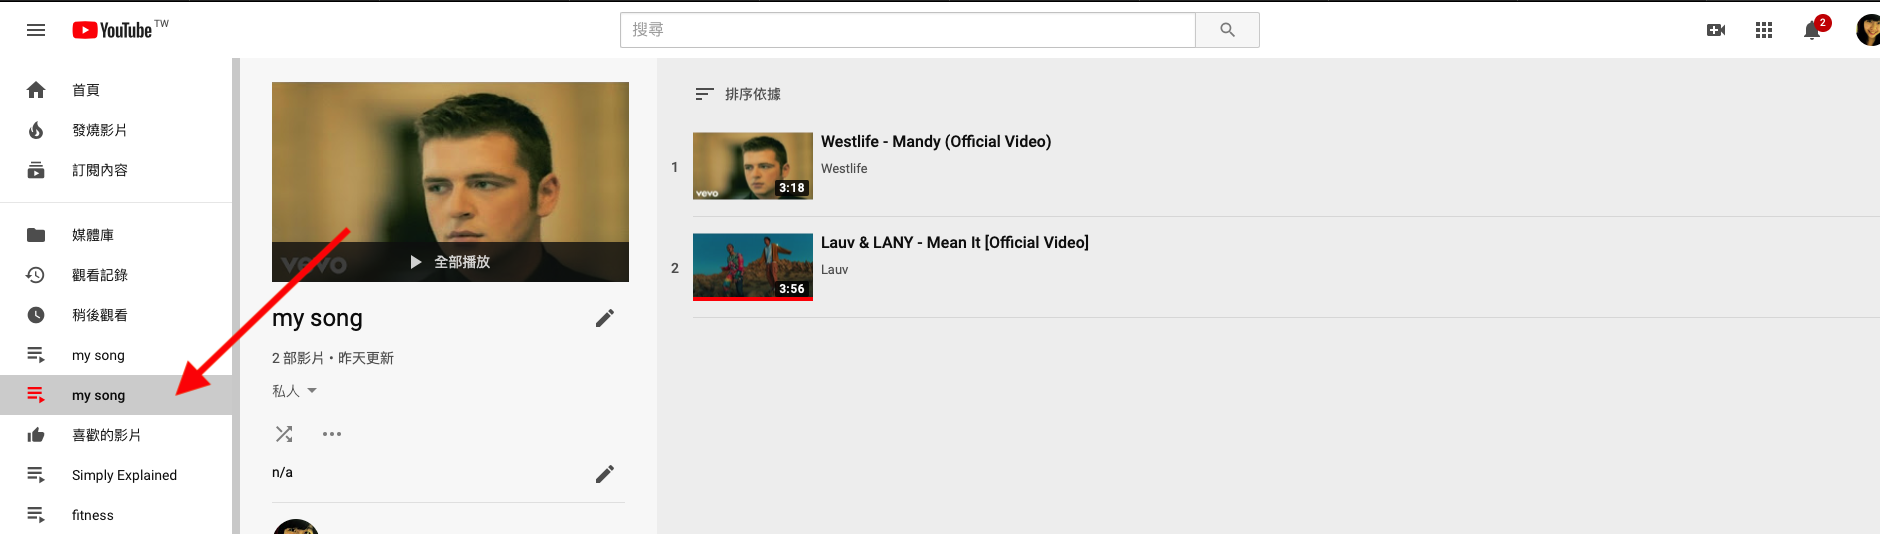 YouTube TW
搜尋
2
首頁
發燒影片
訂閱內容
媒體庫
觀看記錄
稍後觀看
my song
my song
喜歡的影片
Simply Explained
fitness
vevo
全部播放
my song
2 部影片 • 昨天更新
私人
n/a
排序依據
1
vevo
3:18
Westlife - Mandy (Official Video)
Westlife
2
3:56
Lauv & LANY - Mean It [Official Video]
Lauv